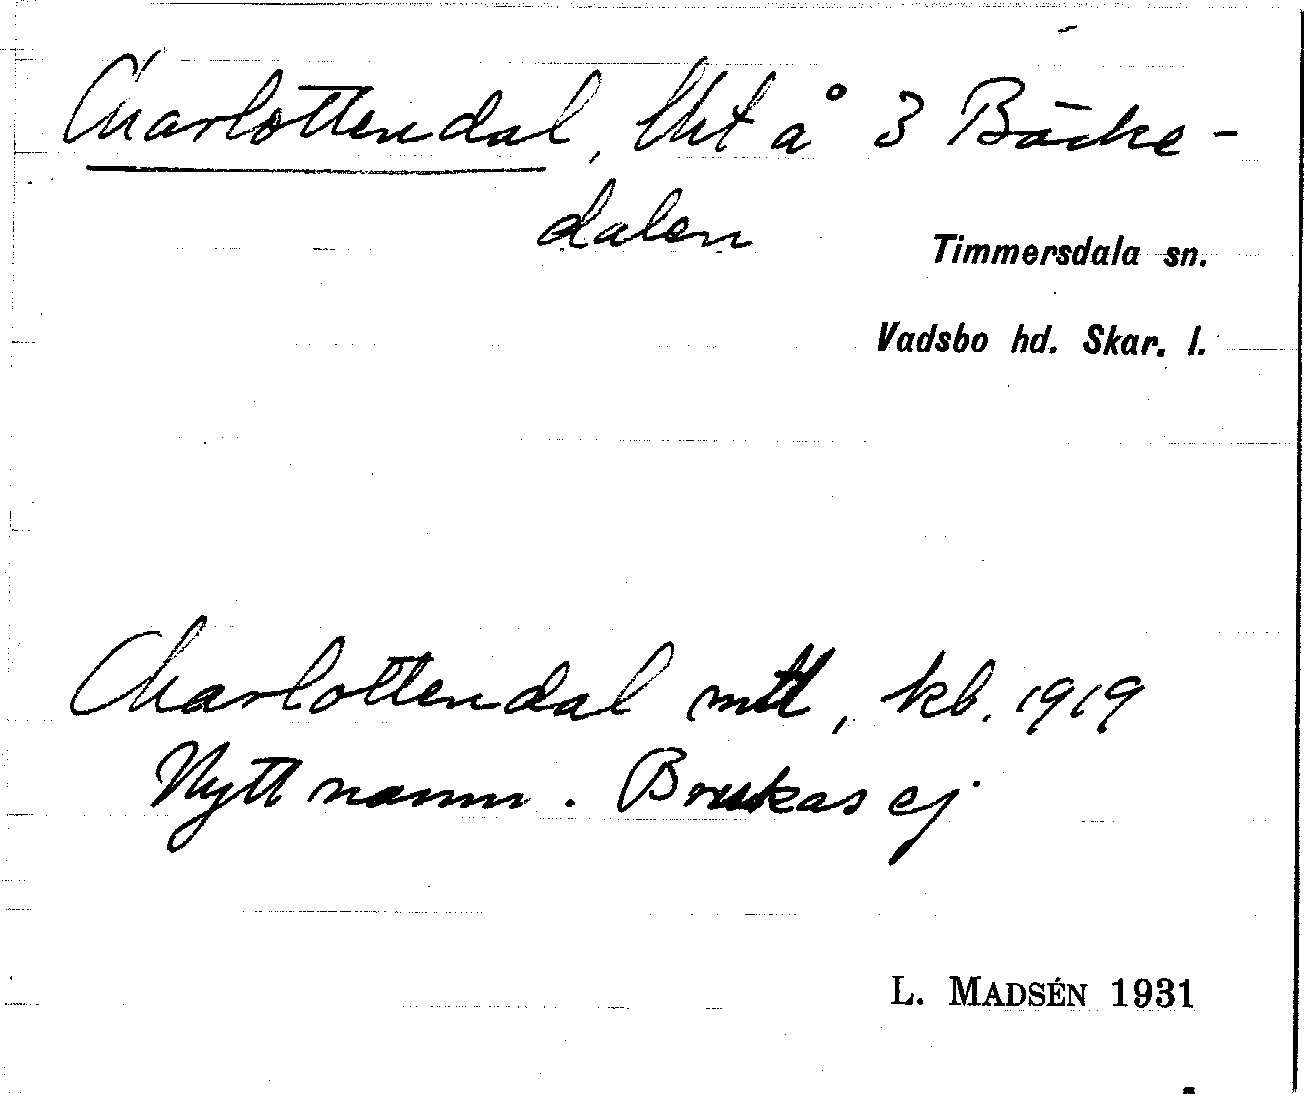 Charlottendal, lht å 3 Bäcke-
dalen
Timmersdala sn.
Vadsbo hd. Skar. l.
Charlottendal mtl, kb. 1919
Nytt namn. Brukas ej
L. MADSÉN 1931